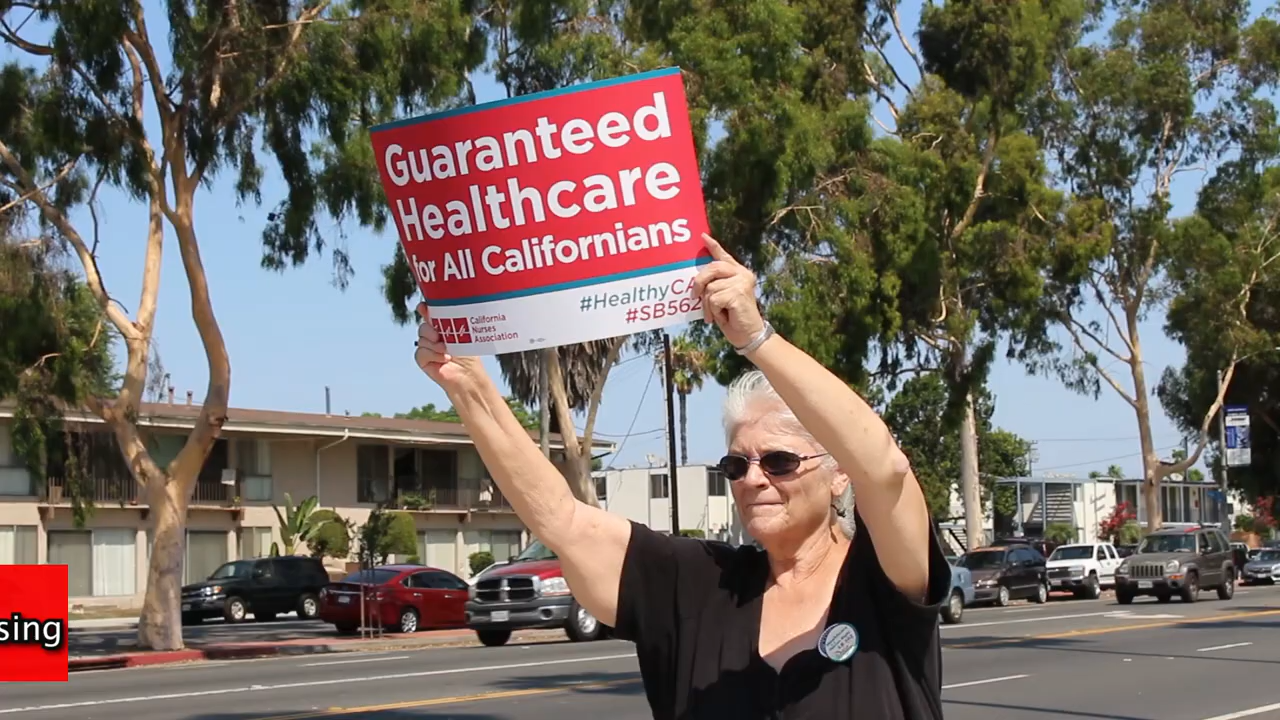 Guaranteed
Healthcare
for All Californians
#HealthyCA
#SB562
California
Nurses
Association
sing